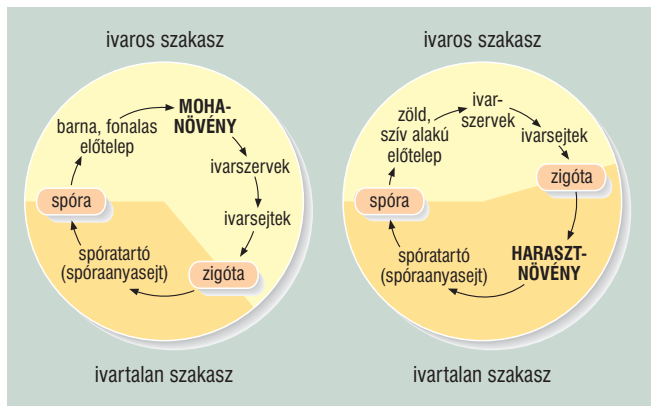 ivaros szakasz
MOHA-
NÖVÉNY
barna, fonalas
előtelep
ivarszervek
ivarsejtek
spóra
zigóta
spóratartó
(spóraanyasejt)
ivartalan szakasz
ivaros szakasz
zöld,
szív alakú
előtelep
ivar-
szervek
ivarsejtek
zigóta
spóra
spóratartó
(spóraanyasejt)
HARASZT-
NÖVÉNY
ivartalan szakasz